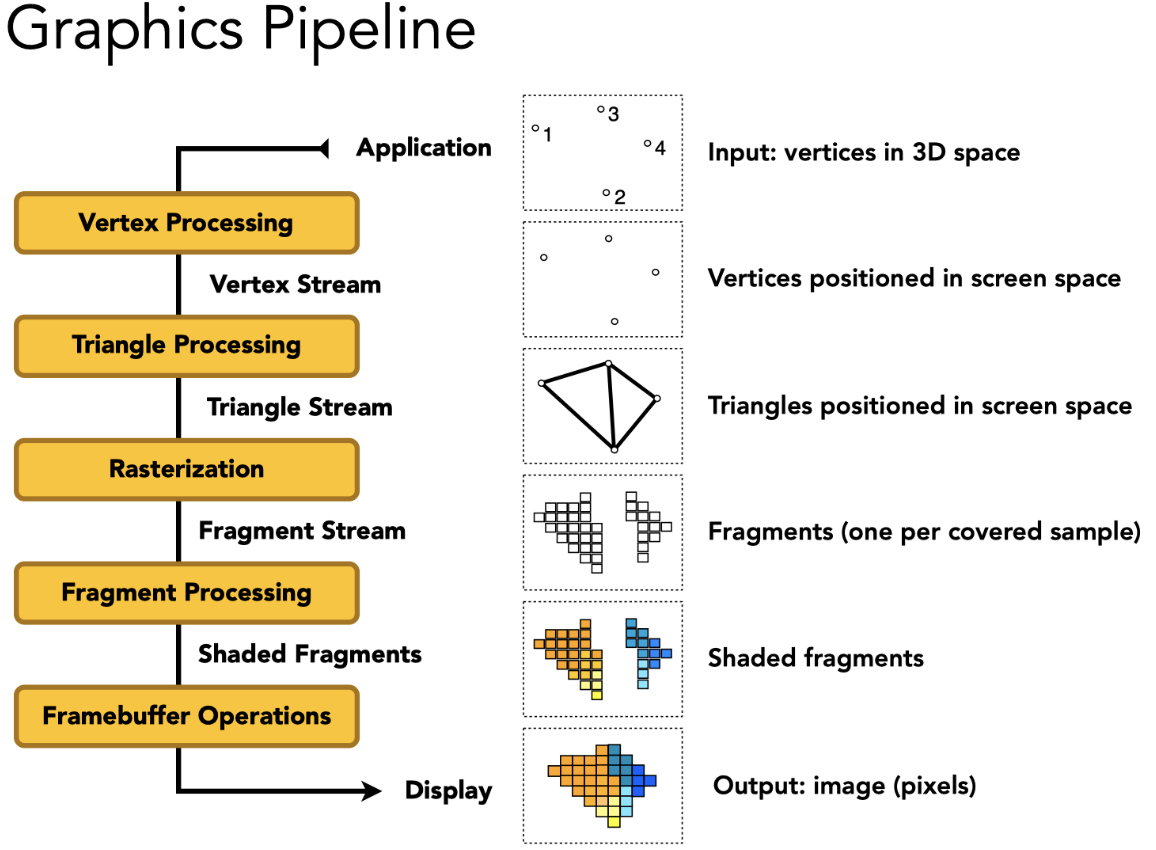 Graphics Pipeline
Application
3
1
4
2
Input: vertices in 3D space
Vertex Processing
Vertex Stream
Vertices positioned in screen space
Triangle Processing
Triangle Stream
Triangles positioned in screen space
Rasterization
Fragment Stream
Fragments (one per covered sample)
Fragment Processing
Shaded Fragments
Shaded fragments
Framebuffer Operations
Display
Output: image (pixels)